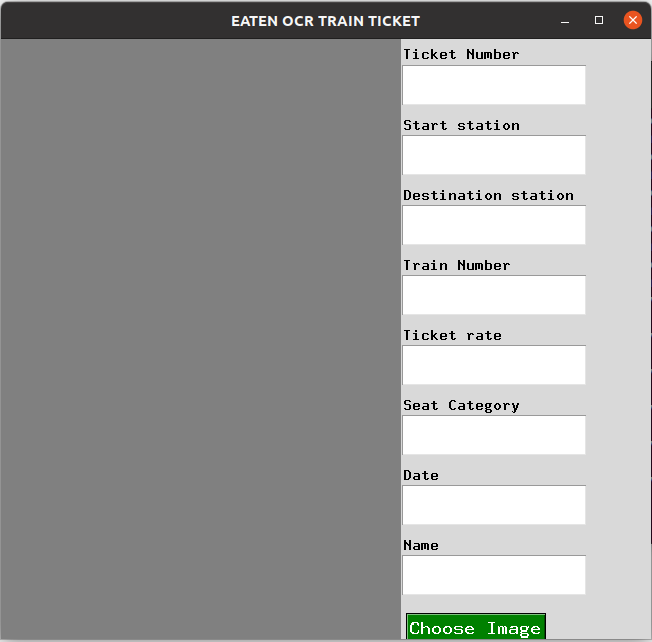 EATEN OCR TRAIN TICKET
Ticket Number
Start station
Destination station
Train Number
Ticket rate
Seat Category
Date
Name
Choose Image